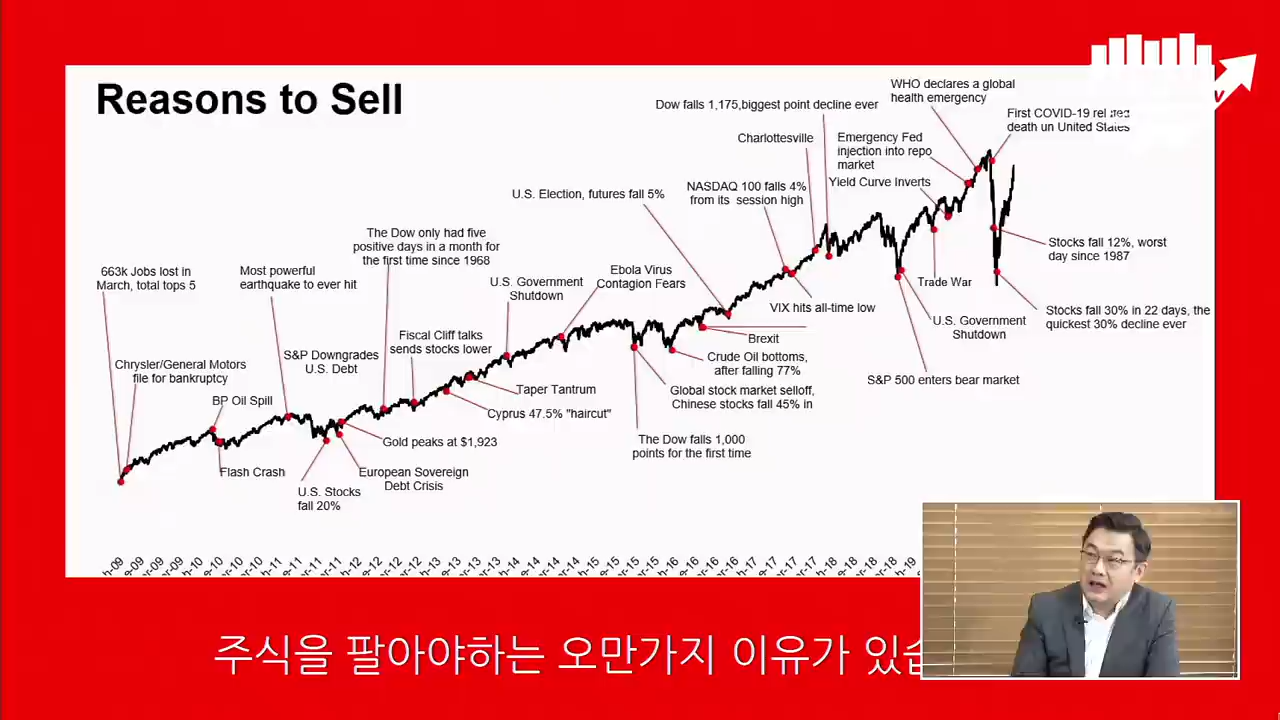 Reasons to Sell
WHO declares a global
health emergency
Dow falls 1,175,biggest point decline ever
First COVID-19
death un United States
Charlottesville
Emergency Fed
injection into repo
market
Yield Curve Inverts
NASDAQ 100 falls 4%
from its session high
U.S. Election, futures fall 5%
The Dow only had five
positive days in a month for
the first time since 1968
Stocks fall 12%, worst
day since 1987
663k Jobs lost in
March, total tops 5
Most powerful
earthquake to ever hit
U.S. Government
Shutdown
Ebola Virus
Contagion Fears
Trade War
VIX hits all-time low
Stocks fall 30% in 22 days, the
quickest 30% decline ever
U.S. Government
Shutdown
Fiscal Cliff talks
sends stocks lower
Brexit
S&P Downgrades
U.S. Debt
Crude Oil bottoms,
after falling 77%
Chrysler/General Motors
file for bankruptcy
S&P 500 enters bear market
Taper Tantrum
Global stock market selloff,
Chinese stocks fall 45% in
BP Oil Spill
Cyprus 47.5% "haircut"
Gold peaks at $1,923
The Dow falls 1,000
points for the first time
Flash Crash
European Sovereign
Debt Crisis
U.S. Stocks
fall 20%
주식을 팔아야하는 오만가지 이유가